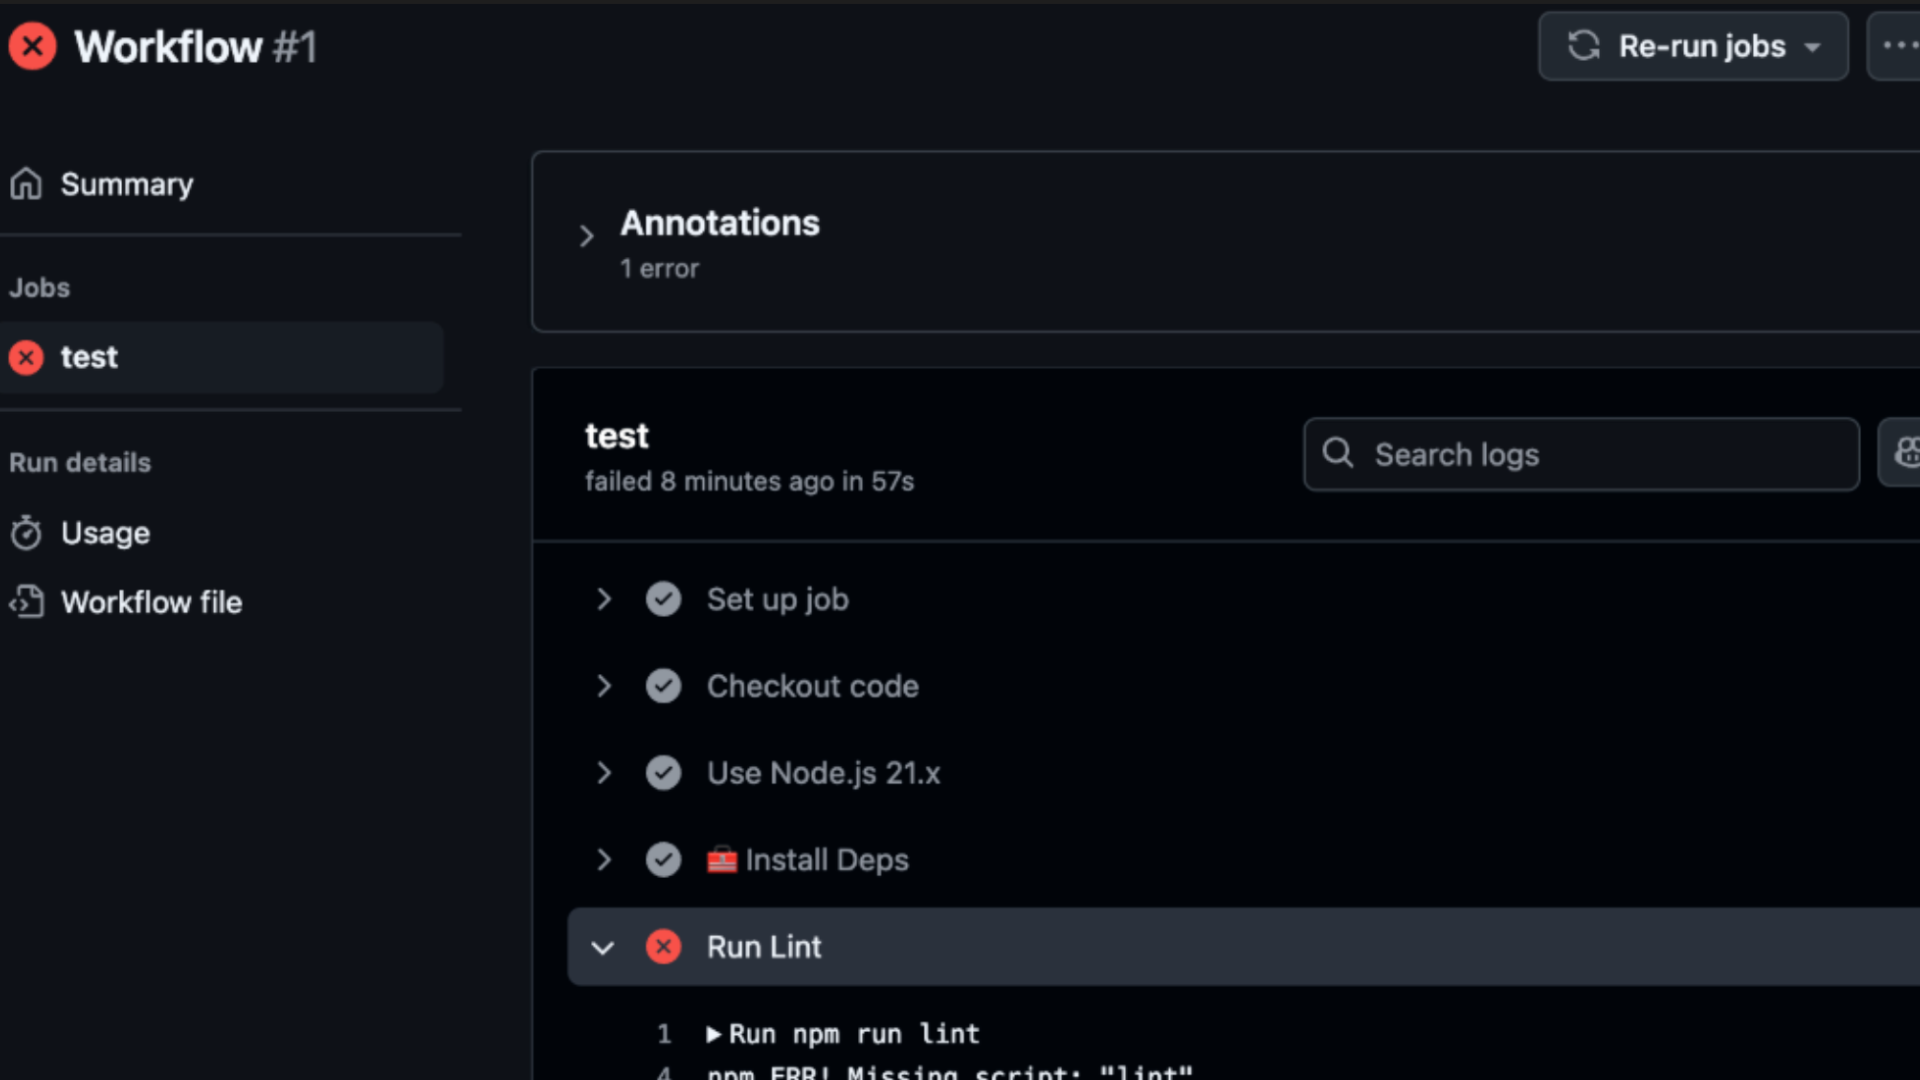 Workflow #1
Re-run jobs
Summary
Jobs
test
Run details
Usage
Workflow file
Annotations
1 error
test
failed 8 minutes ago in 57s
Search logs
Set up job
Checkout code
Use Node.js 21.x
Install Deps
Run Lint
1 Run npm run lint
4 npm ERR! Missing script: "lint"